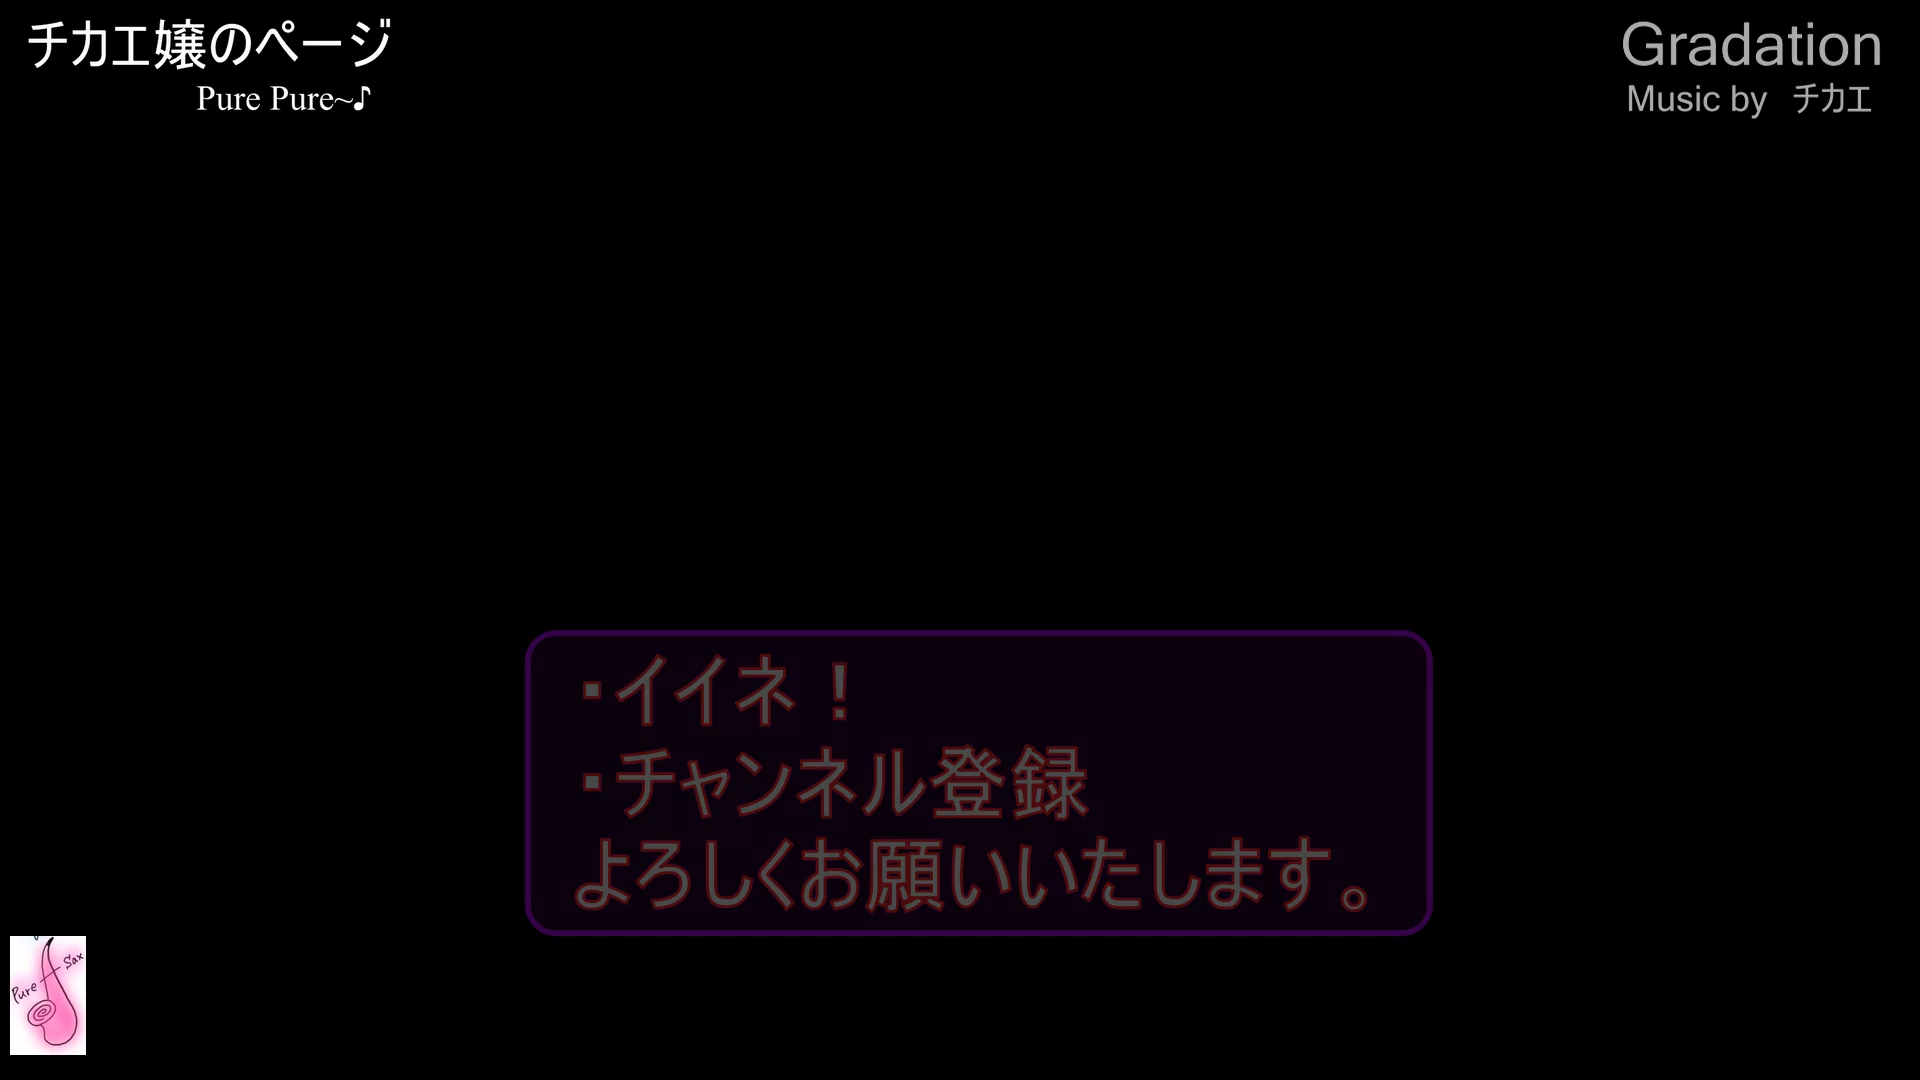 チカエ嬢のページ
Pure Pure~♪
Gradation
Music by チカエ
・イイネ！
・チャンネル登録
よろしくお願いいたします。
Sax
Pure